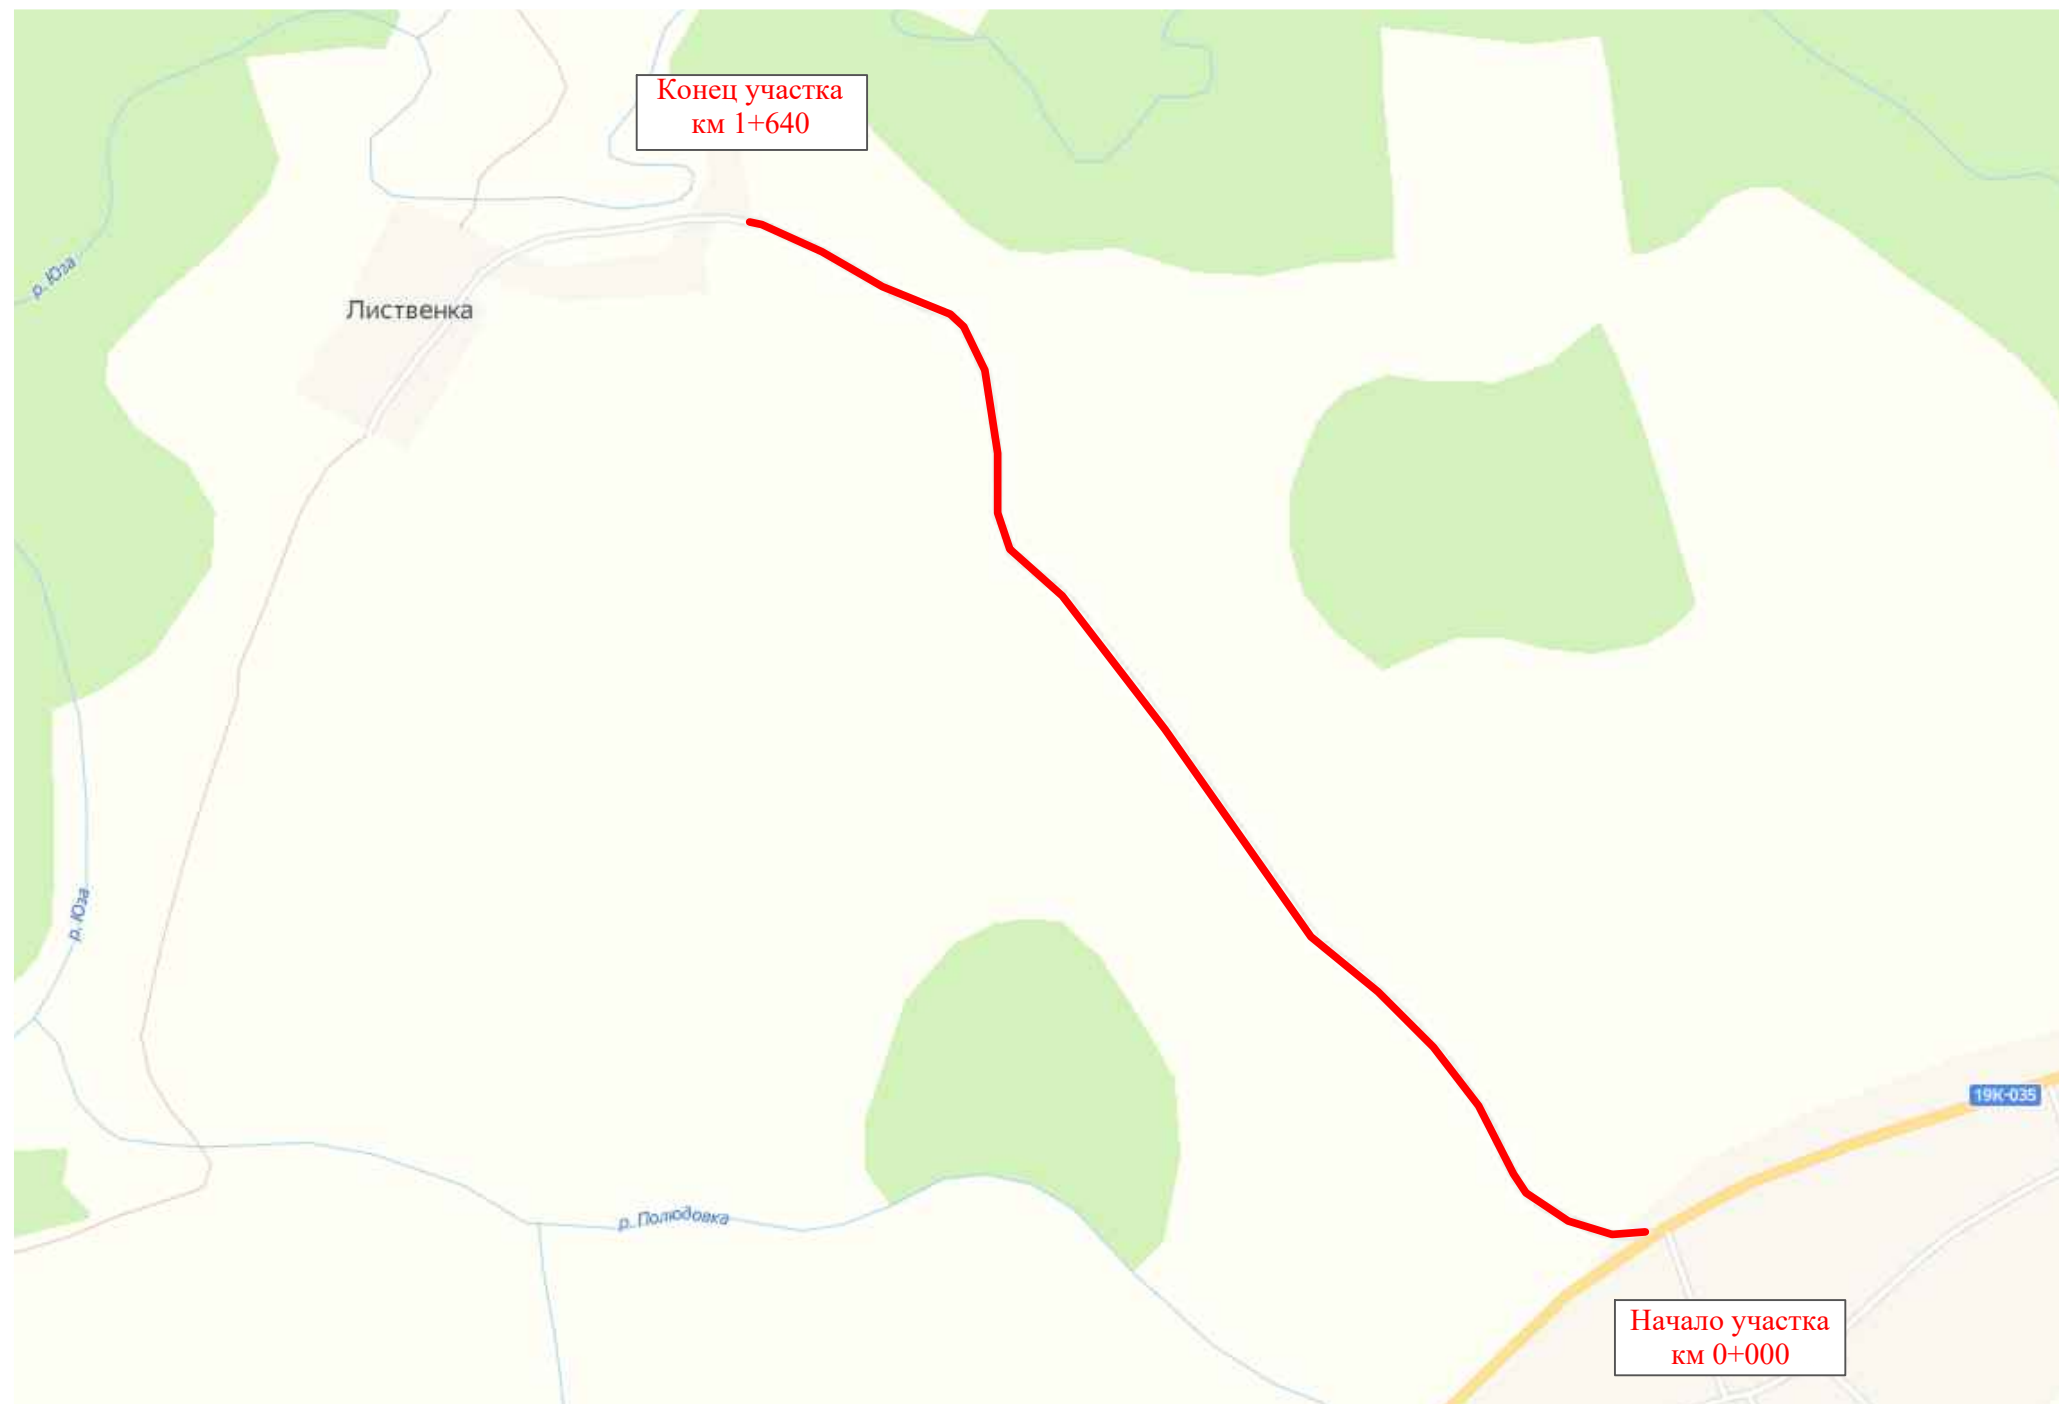 Конец участка
км 1+640
р. Юза
Лиственка
р. Юза
19К-035
р. Полюдовка
Начало участка
км 0+000